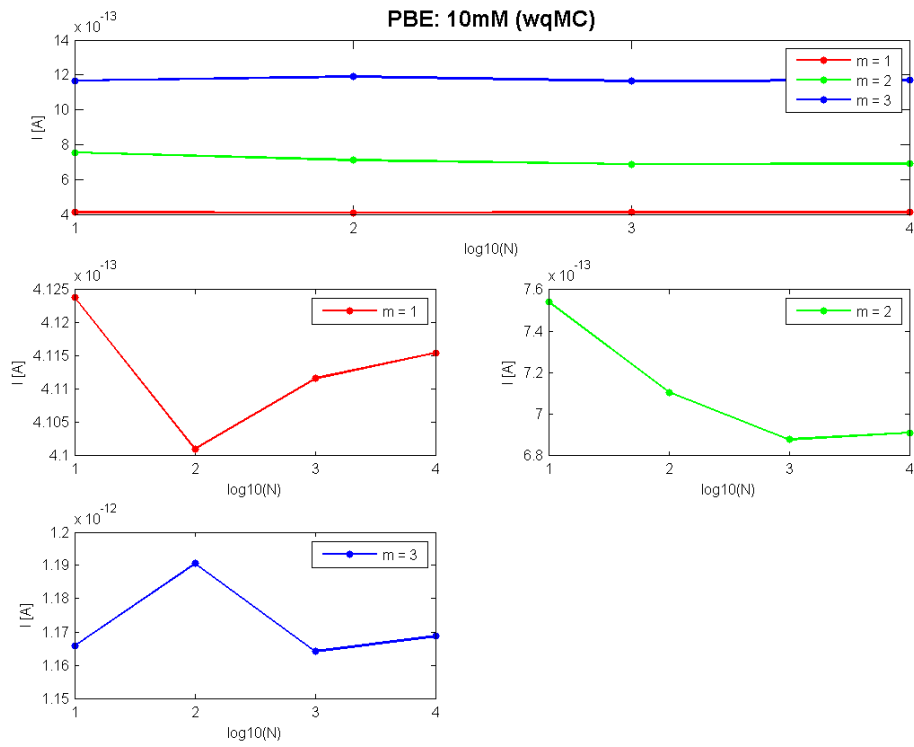 PBE: 10mM (wqMC)
x 10^-13
14
12
10
8
6
4
I [A]
1 2 3 4
log10(N)
m = 1
m = 2
m = 3
x 10^-13
4.125
4.12
4.115
4.11
4.105
4.1
I [A]
1 2 3 4
log10(N)
m = 1
x 10^-13
7.6
7.4
7.2
7
6.8
I [A]
1 2 3 4
log10(N)
m = 2
x 10^-12
1.2
1.19
1.18
1.17
1.16
1.15
I [A]
1 2 3 4
log10(N)
m = 3